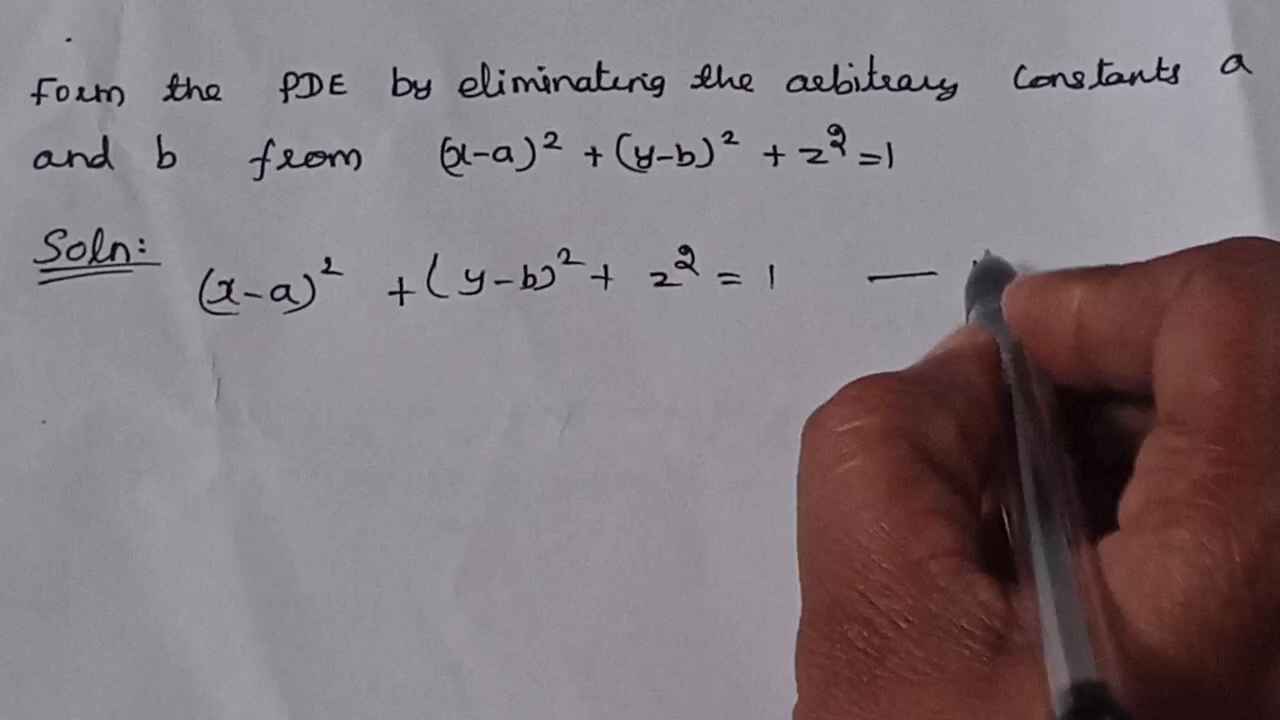 Form the PDE by eliminating the arbitrary constants a
and b from (x-a)² + (y-b)² + z² = 1
Soln: (x-a)² + (y-b)² + z² = 1 —